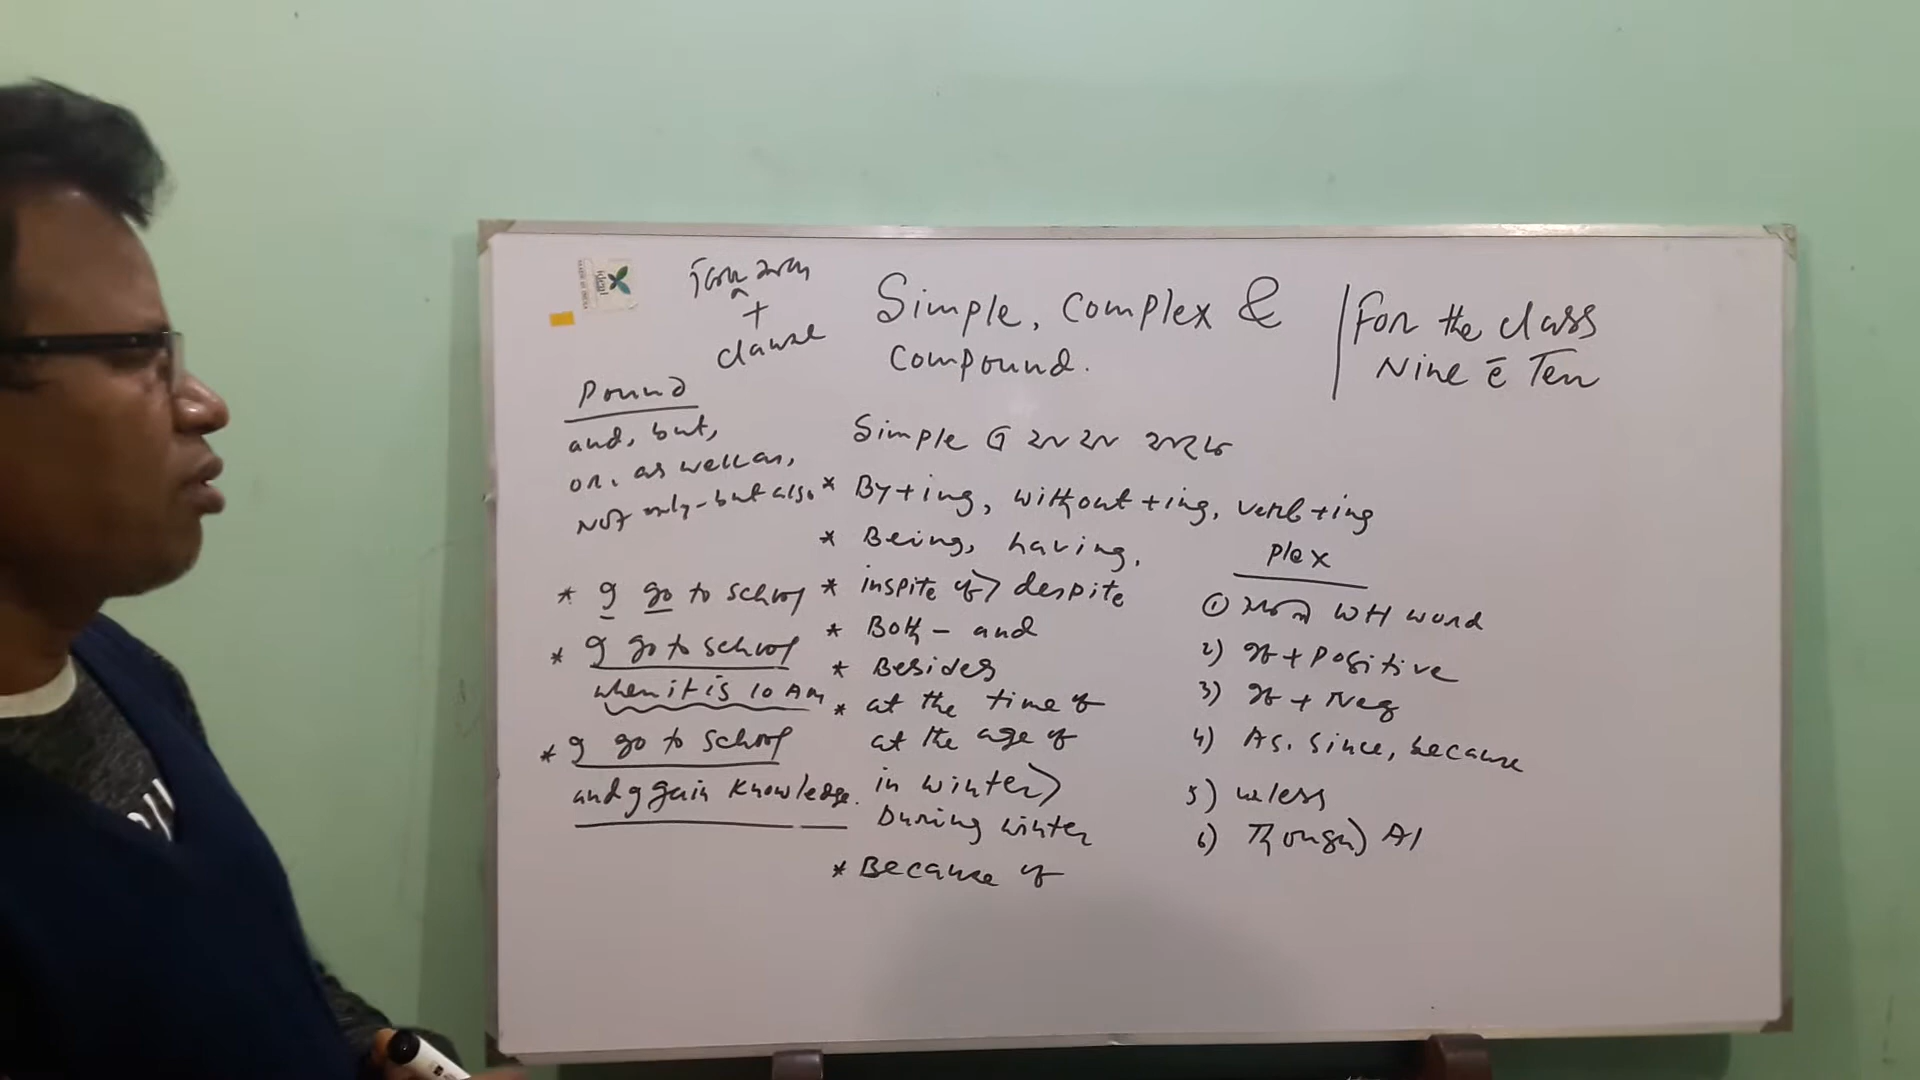 +
clause
Simple, complex &
compound.
For the class
Nine ē Ten
Pound
and, but,
or, as well as,
Not only - but also
* I go to school
* I go to school
when it is 10 AM
* I go to school
and I gain knowledge.
Simple এ
* By+ing, without +ing, verb +ing
* Being, having,
* inspite of > despite
* Both - and
* Besides
* at the time of
at the age of
in winter >
During winter
* Because of
plex
① WH word
2) If + positive
3) If + Neg
4) As, Since, because
5) unless
6) Though) Al